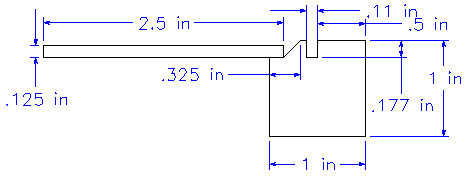 .11 in
2.5 in
.5 in
.325 in
1 in
.125 in
.177 in
1 in